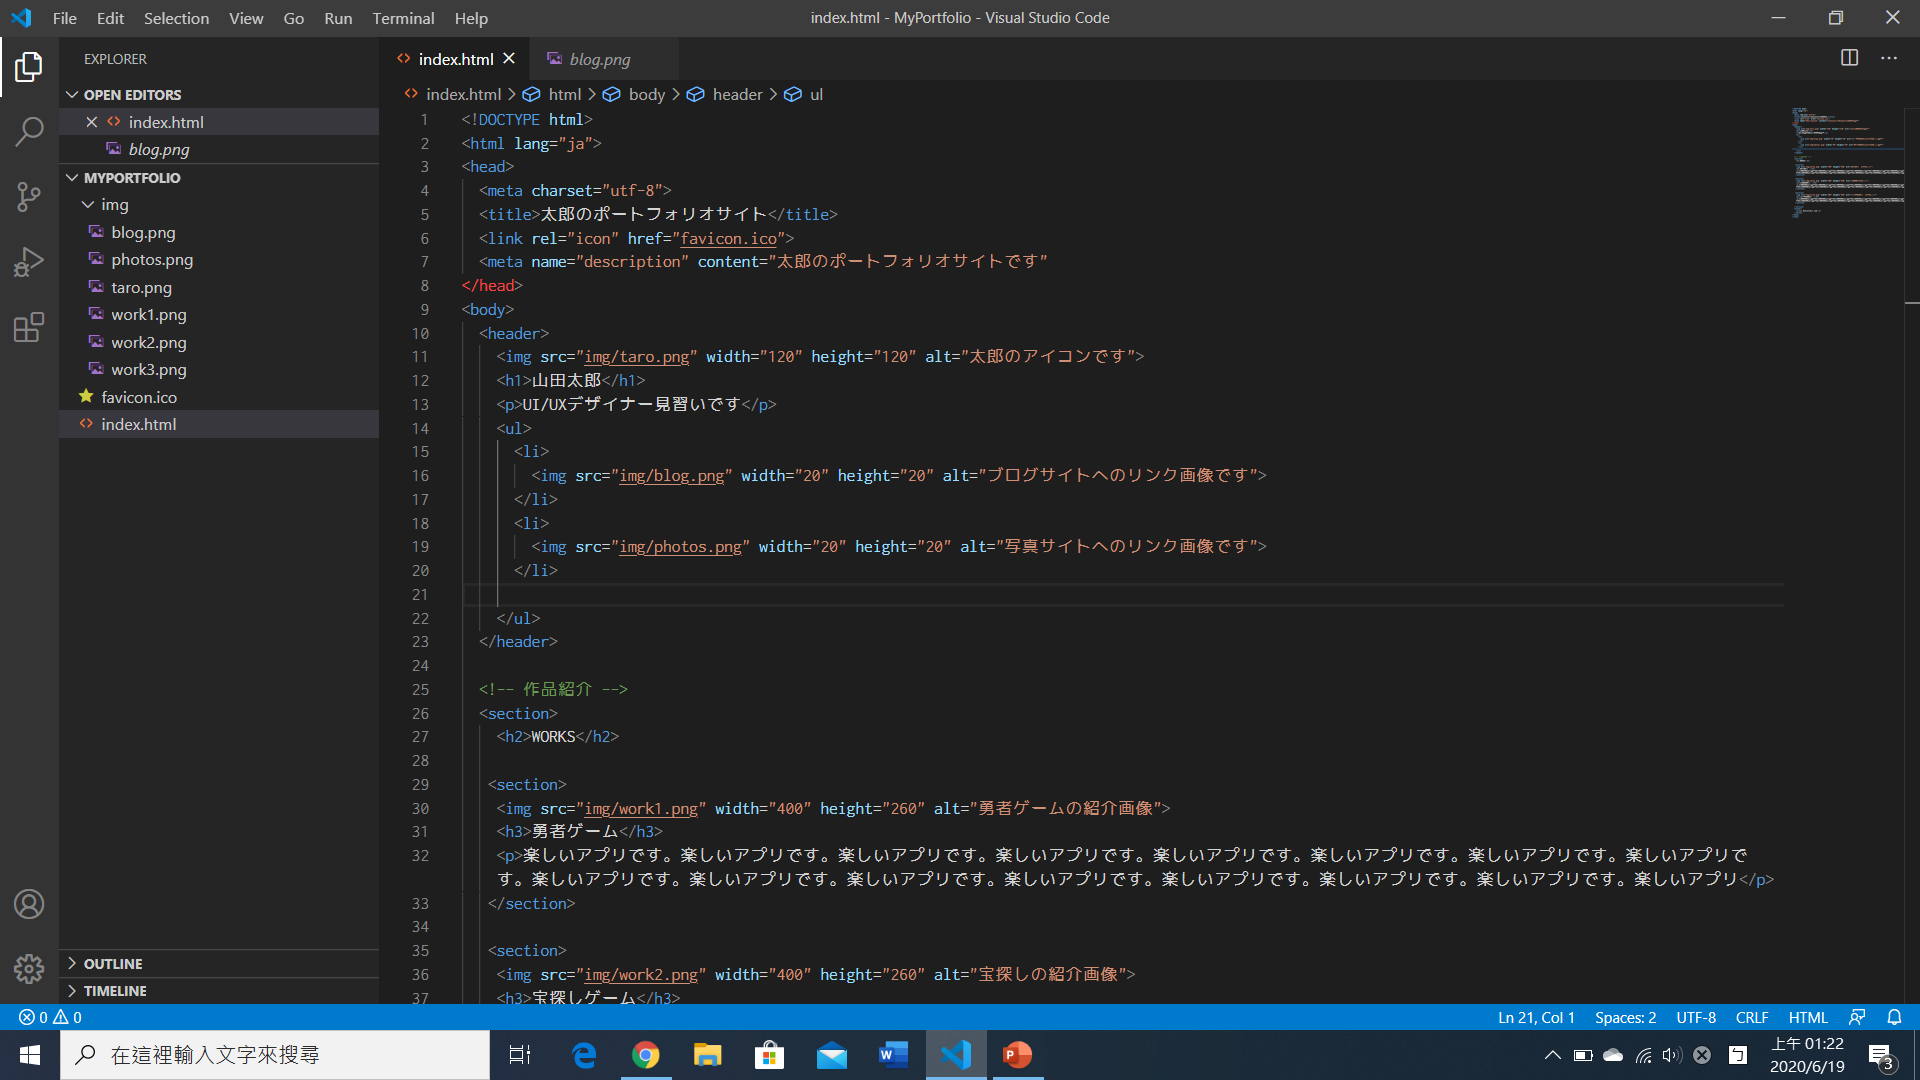 File Edit Selection View Go Run Terminal Help
index.html - MyPortfolio - Visual Studio Code
EXPLORER
OPEN EDITORS
index.html
blog.png
MYPORTFOLIO
img
blog.png
photos.png
taro.png
work1.png
work2.png
work3.png
favicon.ico
index.html
OUTLINE
TIMELINE
index.html
blog.png
index.html > html > body > header > ul
1 <!DOCTYPE html>
2 <html lang="ja">
3 <head>
4 <meta charset="utf-8">
5 <title>太郎のポートフォリオサイト</title>
6 <link rel="icon" href="favicon.ico">
7 <meta name="description" content="太郎のポートフォリオサイトです"
8 </head>
9 <body>
10 <header>
11 <img src="img/taro.png" width="120" height="120" alt="太郎のアイコンです">
12 <h1>山田太郎</h1>
13 <p>UI/UXデザイナー見習いです</p>
14 <ul>
15 <li>
16 <img src="img/blog.png" width="20" height="20" alt="ブログサイトへのリンク画像です">
17 </li>
18 <li>
19 <img src="img/photos.png" width="20" height="20" alt="写真サイトへのリンク画像です">
20 </li>
21
22 </ul>
23 </header>
24
25 <!-- 作品紹介 -->
26 <section>
27 <h2>WORKS</h2>
28
29 <section>
30 <img src="img/work1.png" width="400" height="260" alt="勇者ゲームの紹介画像">
31 <h3>勇者ゲーム</h3>
32 <p>楽しいアプリです。楽しいアプリです。楽しいアプリです。楽しいアプリです。楽しいアプリです。楽しいアプリです。楽しいアプリです。楽しいアプリで
す。楽しいアプリです。楽しいアプリです。楽しいアプリです。楽しいアプリです。楽しいアプリです。楽しいアプリです。楽しいアプリです。楽しいアプリ</p>
33 </section>
34
35 <section>
36 <img src="img/work2.png" width="400" height="260" alt="宝探しの紹介画像">
37 <h3>宝探しゲーム</h3>
0 0
Ln 21, Col 1 Spaces: 2 UTF-8 CRLF HTML
在這裡輸入文字來搜尋
上午 01:22
2020/6/19
3